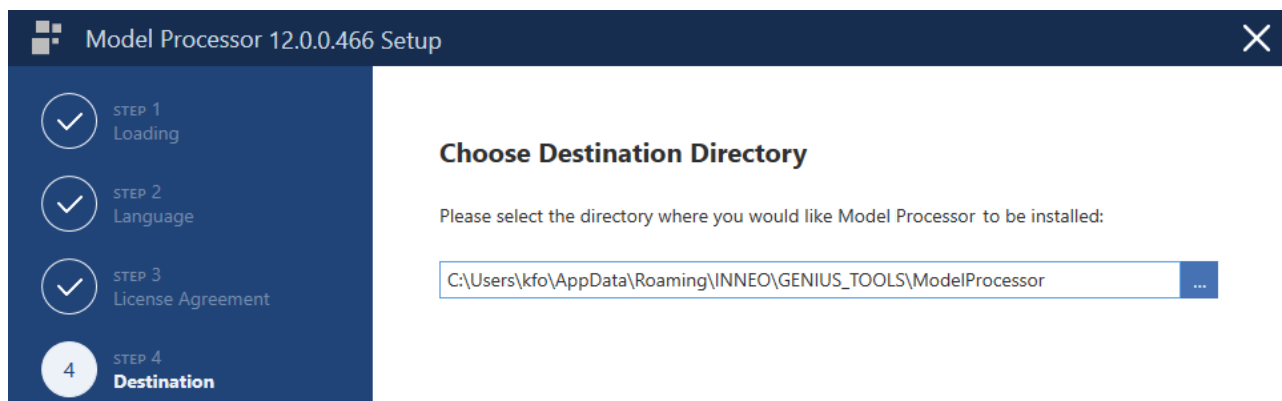 Model Processor 12.0.0.466 Setup
STEP 1
Loading
STEP 2
Language
STEP 3
License Agreement
4
STEP 4
Destination
Choose Destination Directory
Please select the directory where you would like Model Processor to be installed:
C:\Users\kfo\AppData\Roaming\INNEO\GENIUS_TOOLS\ModelProcessor
...